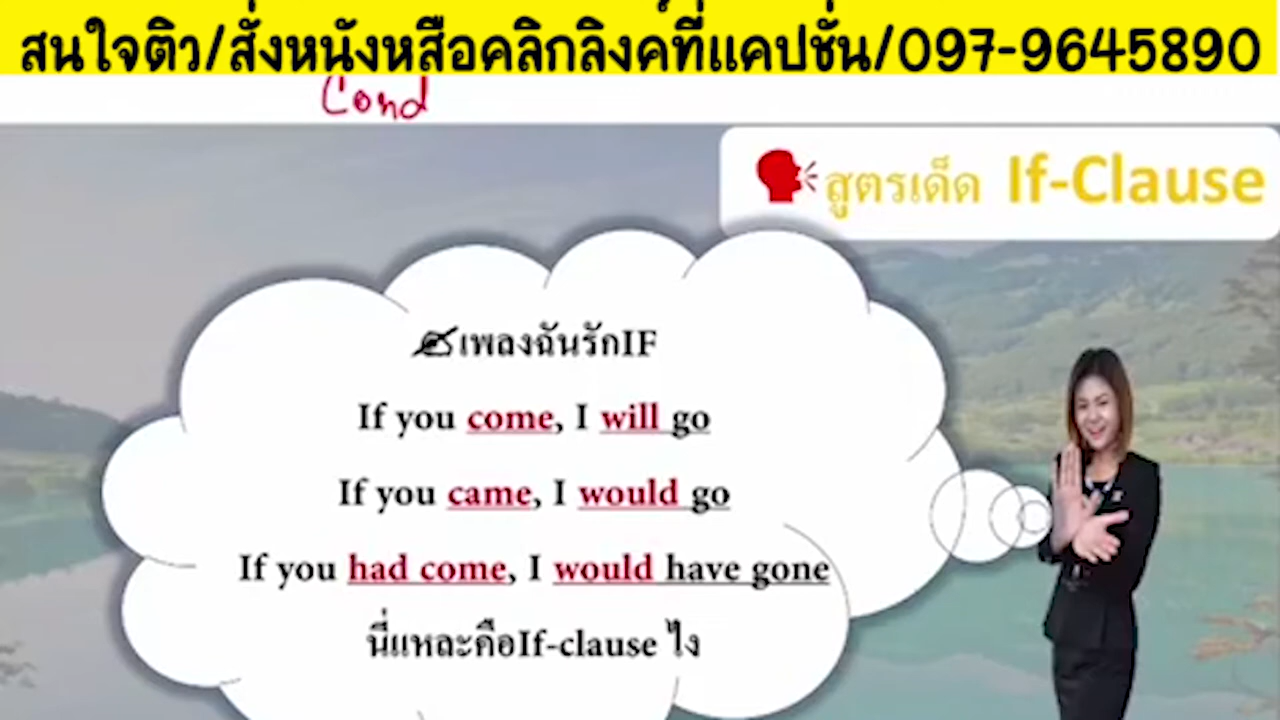 สนใจติว/สั่งหนังหสือคลิกลิงค์ที่แคปชั่น/097-9645890
Cond
สูตรเด็ด If-Clause
เพลงฉันรักIF
If you come, I will go
If you came, I would go
If you had come, I would have gone
นี่แหละคือIf-clause ไง